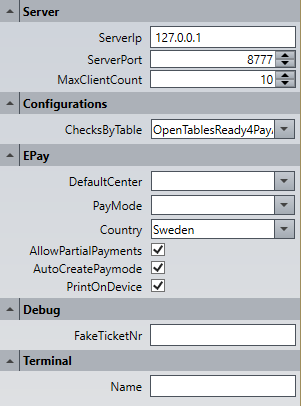 Server
ServerIp 127.0.0.1
ServerPort 8777
MaxClientCount 10
Configurations
ChecksByTable OpenTablesReady4Pay
EPay
DefaultCenter
PayMode
Country Sweden
AllowPartialPayments
AutoCreatePaymode
PrintOnDevice
Debug
FakeTicketNr
Terminal
Name